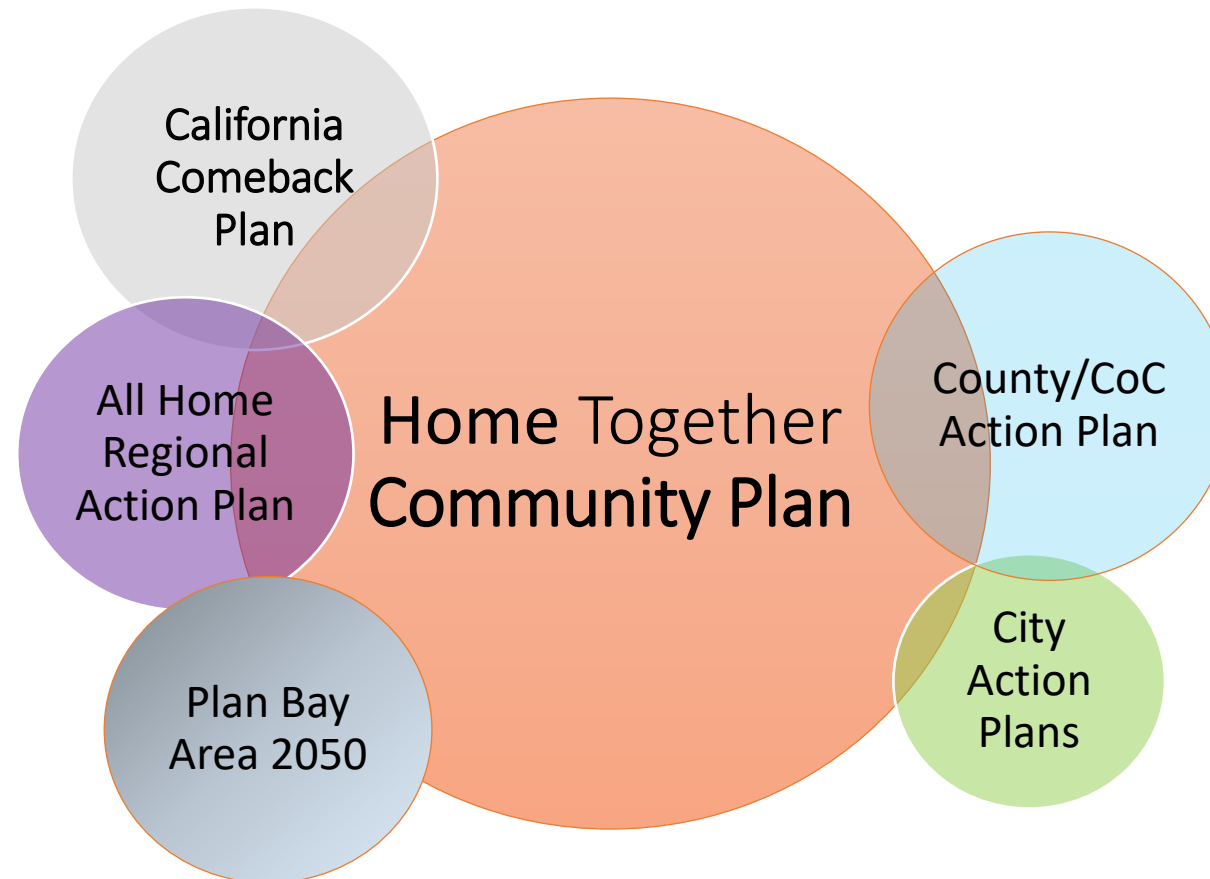 California
Comeback
Plan
All Home
Regional
Action Plan
Plan Bay
Area 2050
Home Together
Community Plan
County/CoC
Action Plan
City
Action
Plans